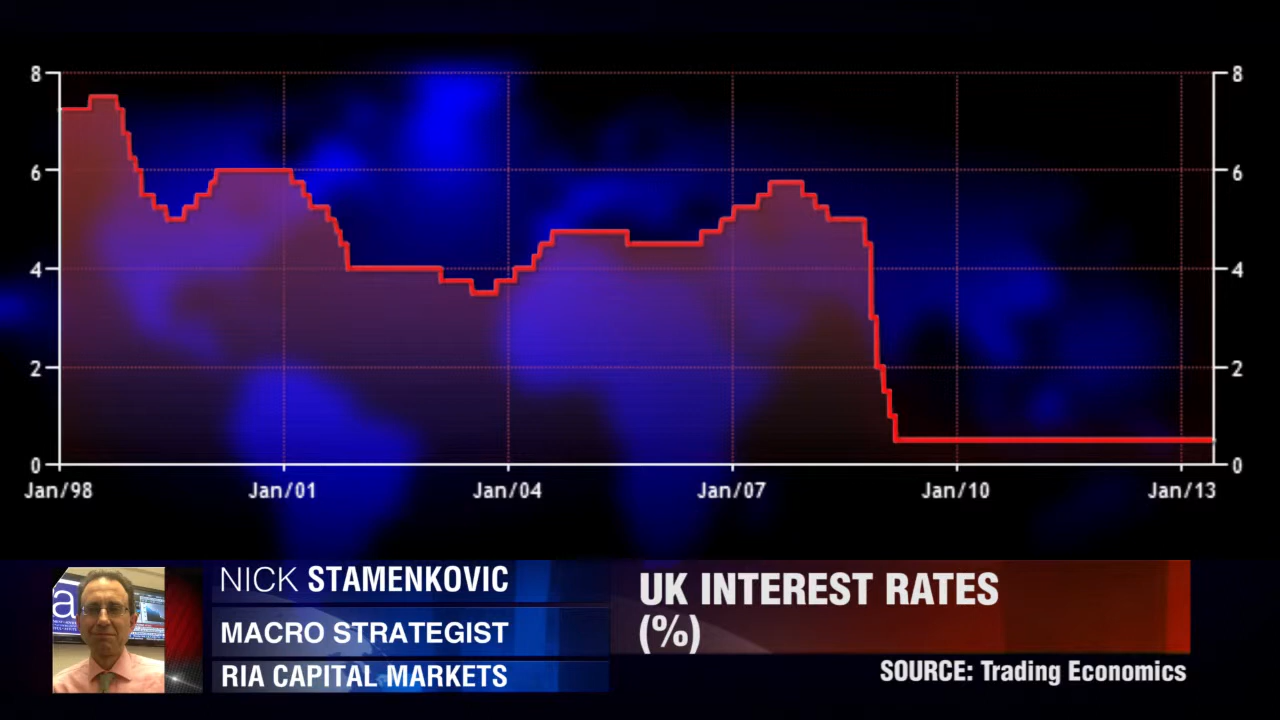 8 8
6 6
4 4
2 2
0 0
Jan/98 Jan/01 Jan/04 Jan/07 Jan/10 Jan/13
NICK STAMENKOVIC
MACRO STRATEGIST
RIA CAPITAL MARKETS
UK INTEREST RATES
(%)
SOURCE: Trading Economics